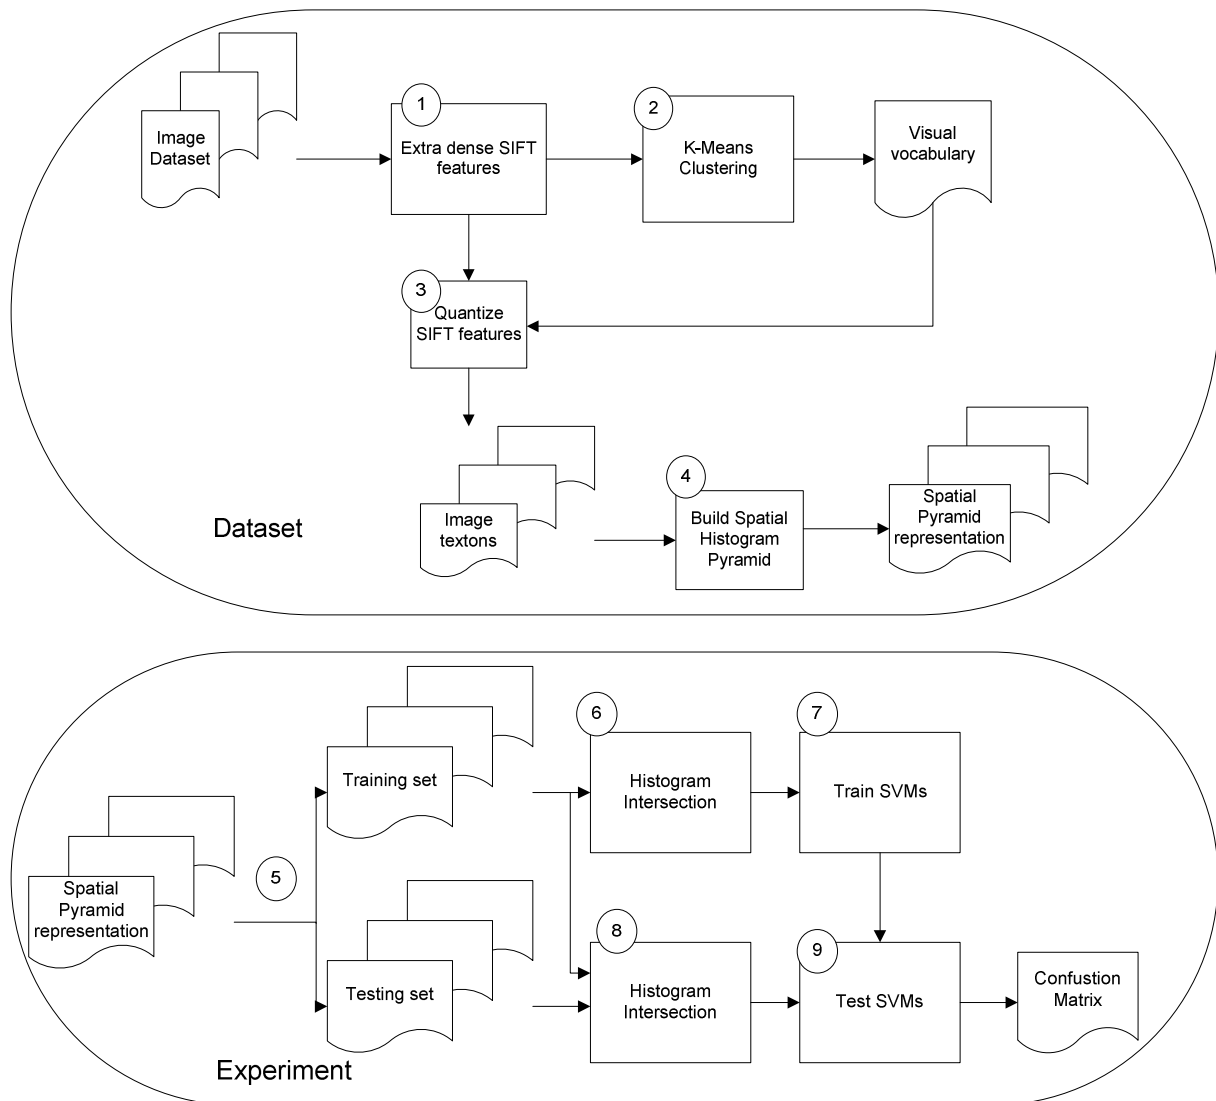 1
2
Image
Dataset
Extra dense SIFT
features
K-Means
Clustering
Visual
vocabulary
3
Quantize
SIFT features
4
Image
textons
Build Spatial
Histogram
Pyramid
Spatial
Pyramid
representation
Dataset
6
7
Training set
Histogram
Intersection
Train SVMs
5
Spatial
Pyramid
representation
8
9
Testing set
Histogram
Intersection
Test SVMs
Confustion
Matrix
Experiment